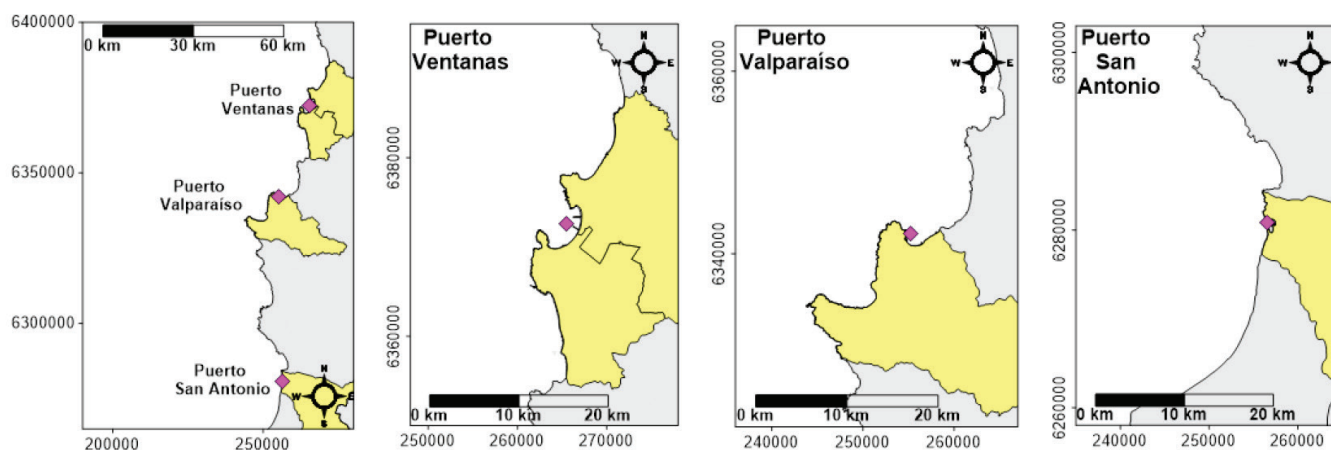 6400000
0 km
30 km
60 km
N
W
E
S
Puerto
Ventanas
6350000
Puerto
Valparaíso
6300000
Puerto
San Antonio
N
W
E
S
200000
250000
Puerto
Ventanas
N
W
E
S
6380000
6360000
0 km
10 km
20 km
250000
260000
270000
Puerto
Valparaíso
N
W
E
S
6360000
6340000
0 km
10 km
20 km
240000
250000
260000
Puerto
San
Antonio
N
W
E
S
6300000
6280000
6260000
0 km
10 km
20 km
240000
250000
260000